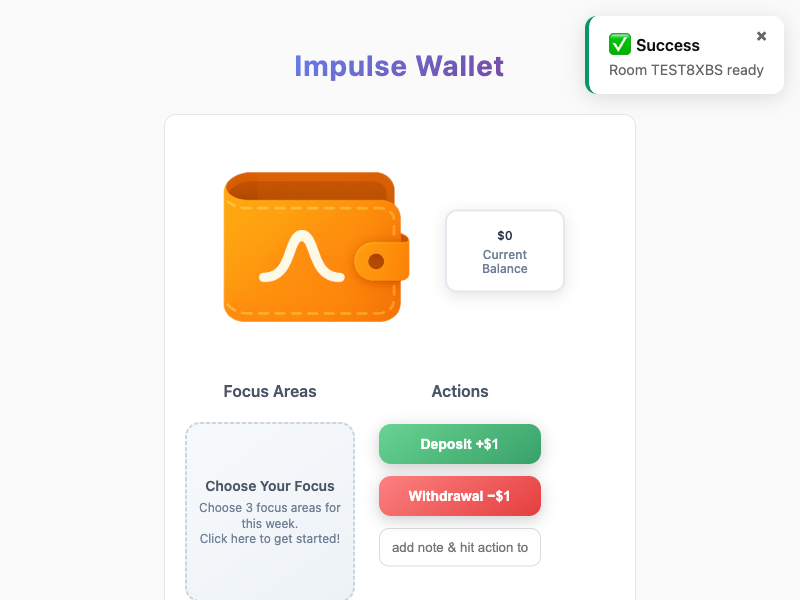 Impulse Wallet
✅ Success
×
Room TEST8XBS ready
$0
Current
Balance
Focus Areas
Actions
Choose Your Focus
Choose 3 focus areas for
this week.
Click here to get started!
Deposit +$1
Withdrawal −$1
add note & hit action to